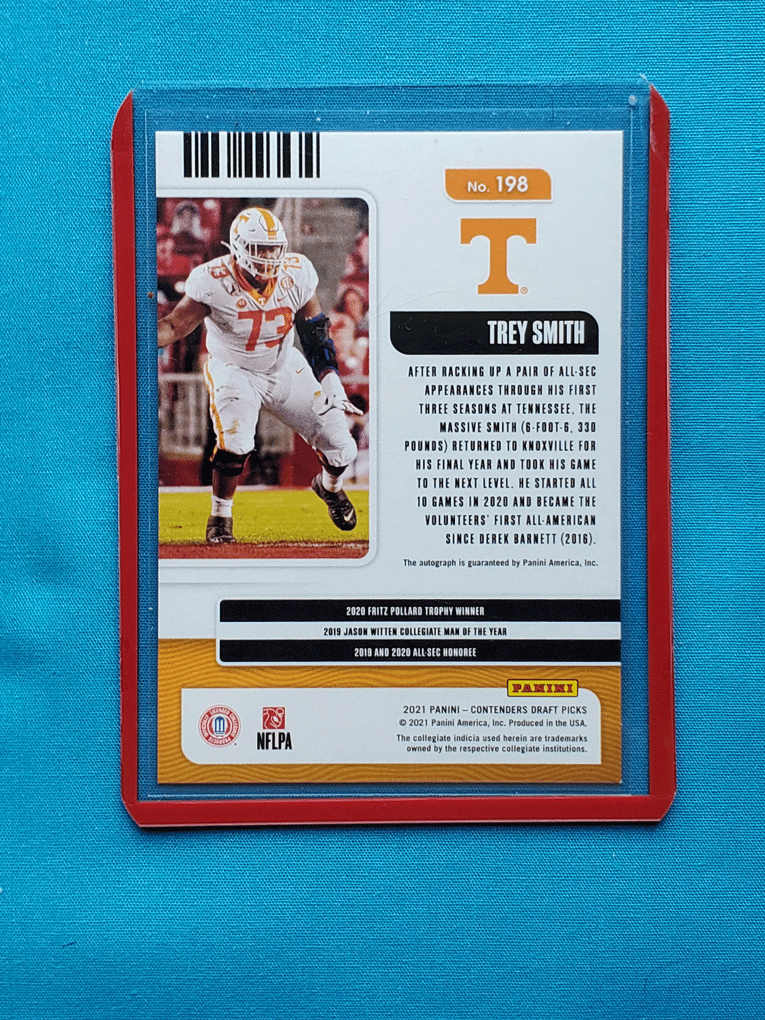 No. 198
T
TREY SMITH
AFTER RACKING UP A PAIR OF ALL-SEC
APPEARANCES THROUGH HIS FIRST
THREE SEASONS AT TENNESSEE, THE
MASSIVE SMITH (6-FOOT-6, 330
POUNDS) RETURNED TO KNOXVILLE FOR
HIS FINAL YEAR AND TOOK HIS GAME
TO THE NEXT LEVEL. HE STARTED ALL
10 GAMES IN 2020 AND BECAME THE
VOLUNTEERS' FIRST ALL-AMERICAN
SINCE DEREK BARNETT (2016).
The autograph is guaranteed by Panini America, Inc.
73
73
2020 FRITZ POLLARD TROPHY WINNER
2019 JASON WITTEN COLLEGIATE MAN OF THE YEAR
2019 AND 2020 ALL-SEC HONOREE
PANINI
OFFICIALLY LICENSED COLLEGIATE PRODUCTS
NFLPA
2021 PANINI – CONTENDERS DRAFT PICKS
© 2021 Panini America, Inc. Produced in the USA.
The collegiate indicia used herein are trademarks
owned by the respective collegiate institutions.